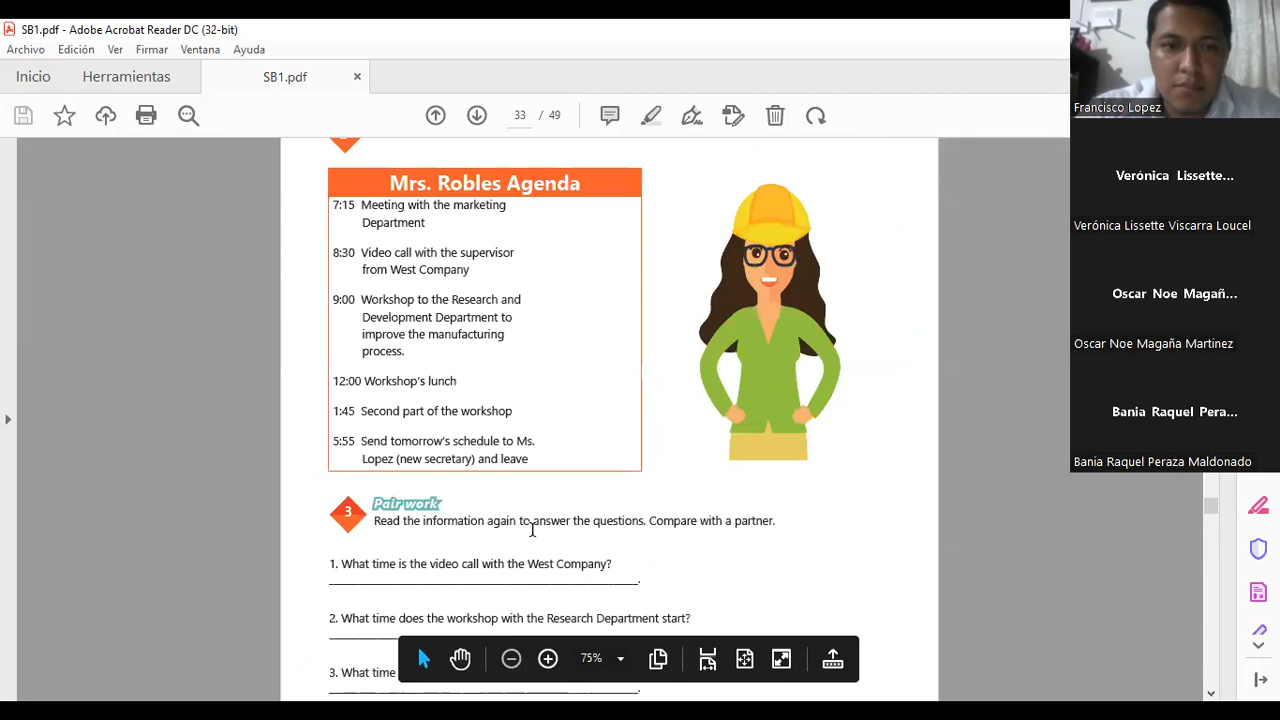 SB1.pdf - Adobe Acrobat Reader DC (32-bit)
Archivo Edición Ver Firmar Ventana Ayuda
Inicio Herramientas SB1.pdf ×
33 / 49
Mrs. Robles Agenda
7:15 Meeting with the marketing
Department
8:30 Video call with the supervisor
from West Company
9:00 Workshop to the Research and
Development Department to
improve the manufacturing
process.
12:00 Workshop's lunch
1:45 Second part of the workshop
5:55 Send tomorrow's schedule to Ms.
Lopez (new secretary) and leave
3
Pair work
Read the information again to answer the questions. Compare with a partner.
1. What time is the video call with the West Company?
2. What time does the workshop with the Research Department start?
3. What time
75%
Francisco Lopez
Verónica Lissette...
Verónica Lissette Viscarra Loucel
Oscar Noe Magañ...
Oscar Noe Magaña Martinez
Bania Raquel Pera...
Bania Raquel Peraza Maldonado